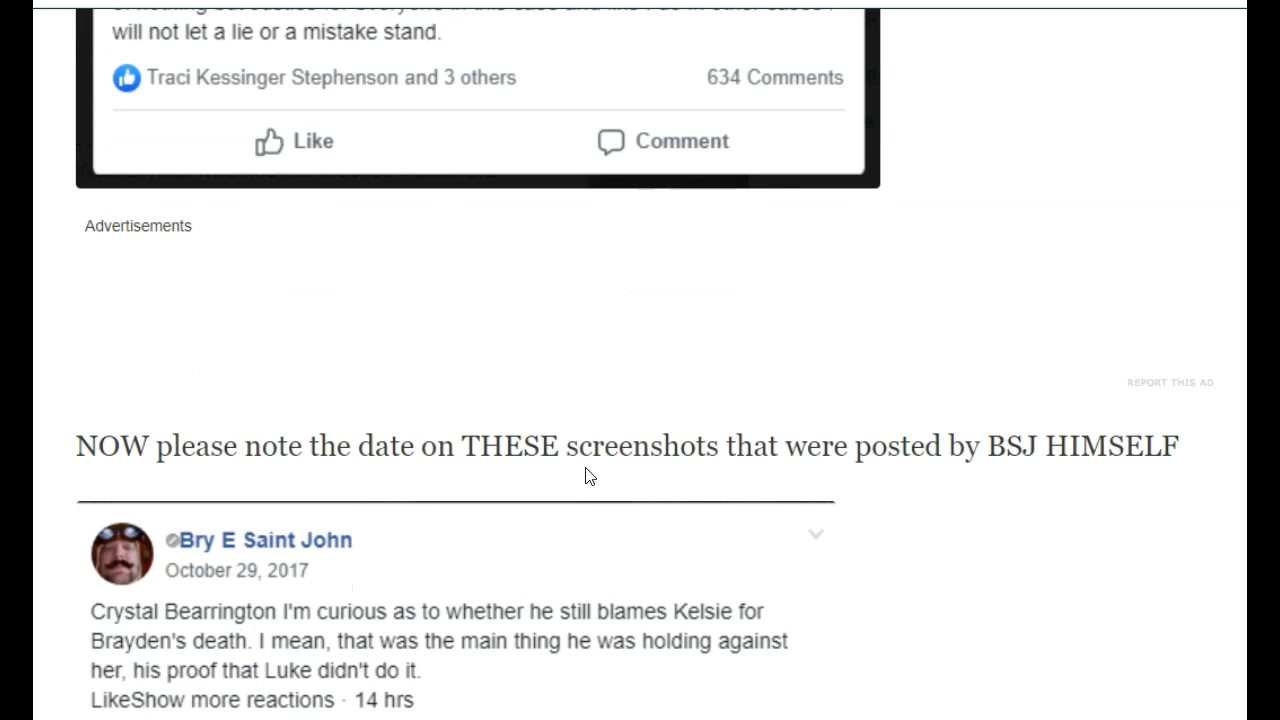 will not let a lie or a mistake stand.
Traci Kessinger Stephenson and 3 others 634 Comments
Like Comment
Advertisements
REPORT THIS AD
NOW please note the date on THESE screenshots that were posted by BSJ HIMSELF
Bry E Saint John
October 29, 2017
Crystal Bearrington I'm curious as to whether he still blames Kelsie for
Brayden's death. I mean, that was the main thing he was holding against
her, his proof that Luke didn't do it.
LikeShow more reactions · 14 hrs